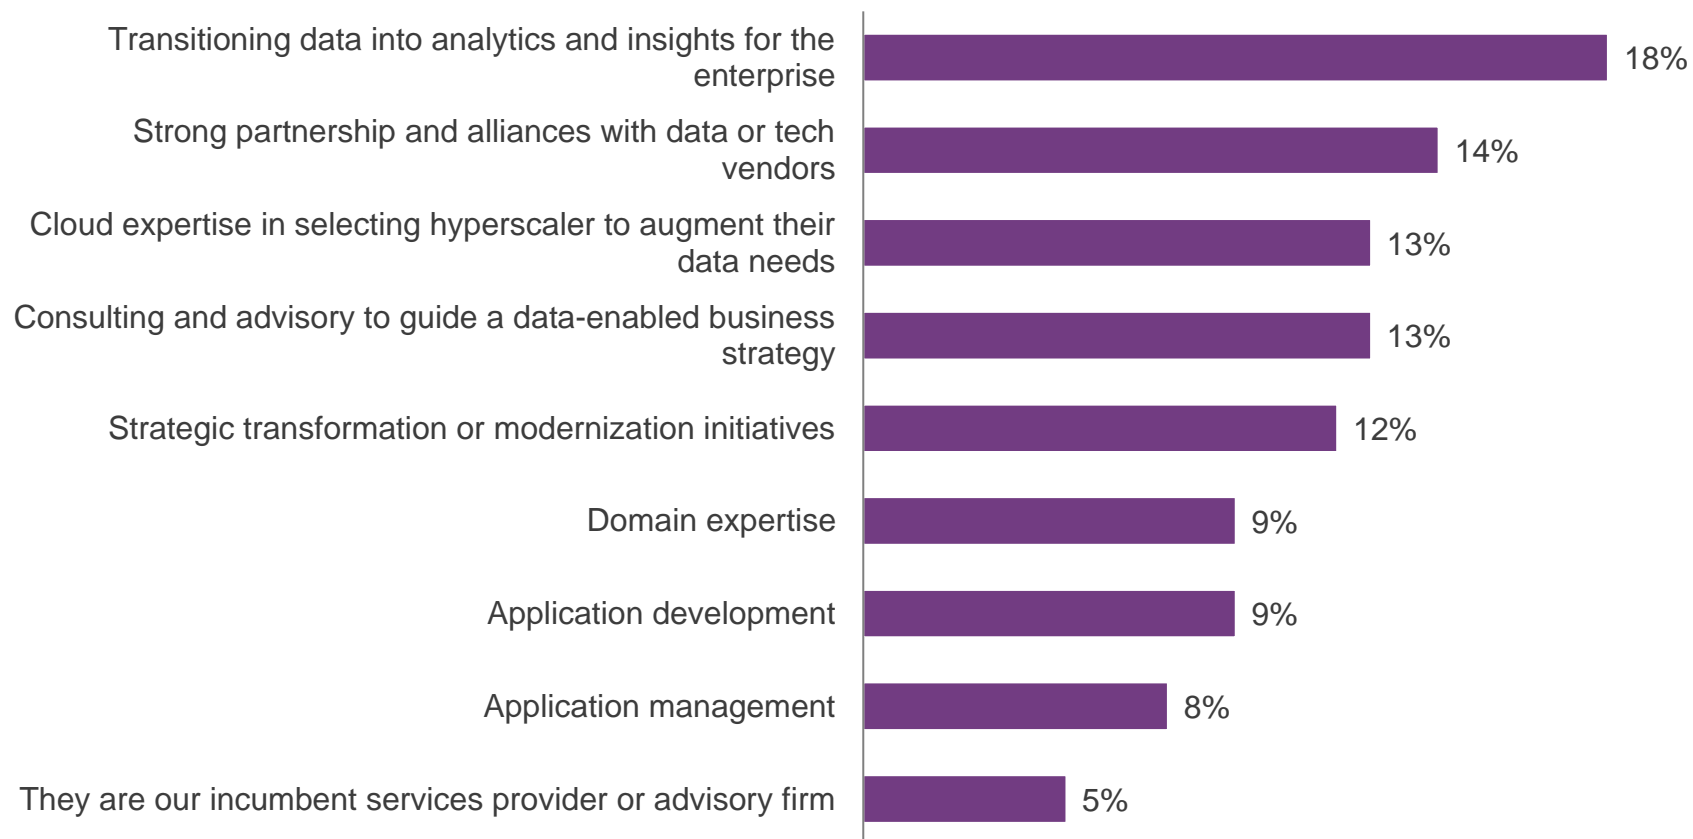 Transitioning data into analytics and insights for the
enterprise
18%
Strong partnership and alliances with data or tech
vendors
14%
Cloud expertise in selecting hyperscaler to augment their
data needs
13%
Consulting and advisory to guide a data-enabled business
strategy
13%
Strategic transformation or modernization initiatives
12%
Domain expertise
9%
Application development
9%
Application management
8%
They are our incumbent services provider or advisory firm
5%